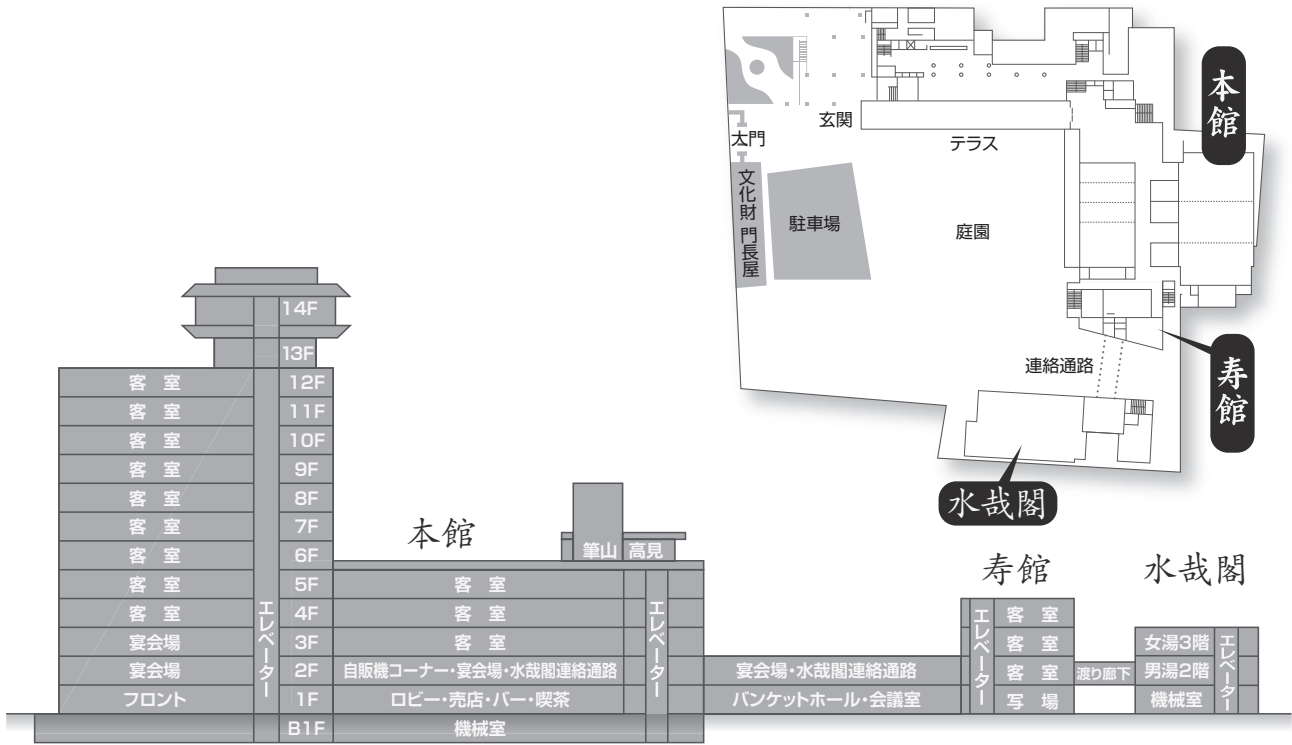 玄関
テラス
本館
大門
文化財 門長屋
駐車場
庭園
連絡通路
寿館
水哉閣
14F
13F
客室 12F
客室 11F
客室 10F
客室 9F
客室 8F
客室 7F
客室 6F
客室 5F
客室 4F
宴会場 3F
宴会場 2F
フロント 1F
B1F
エレベーター
本館
筆山 高見
客室
客室
客室
自販機コーナー・宴会場・水哉閣連絡通路
ロビー・売店・バー・喫茶
機械室
エレベーター
宴会場・水哉閣連絡通路
バンケットホール・会議室
寿館
エレベーター
客室
客室
客室
写場
渡り廊下
水哉閣
女湯3階
男湯2階
機械室
エレベーター